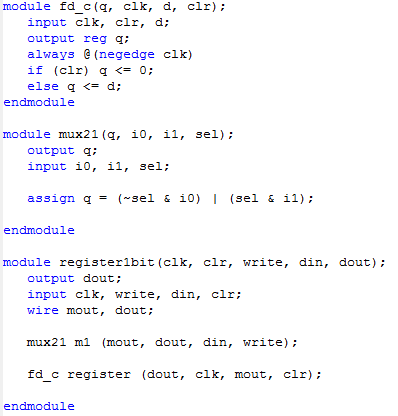 module fd_c(q, clk, d, clr);
input clk, clr, d;
output reg q;
always @(negedge clk)
if (clr) q <= 0;
else q <= d;
endmodule
module mux21(q, i0, i1, sel);
output q;
input i0, i1, sel;
assign q = (~sel & i0) | (sel & i1);
endmodule
module register1bit(clk, clr, write, din, dout);
output dout;
input clk, write, din, clr;
wire mout, dout;
mux21 m1 (mout, dout, din, write);
fd_c register (dout, clk, mout, clr);
endmodule